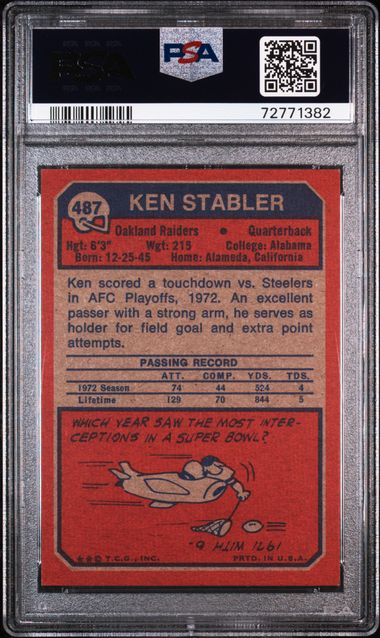 PSA
PSA
72771382
487
KEN STABLER
Oakland Raiders • Quarterback
Hgt: 6'3" Wgt: 215 College: Alabama
Born: 12-25-45 Home: Alameda, California
Ken scored a touchdown vs. Steelers
in AFC Playoffs, 1972. An excellent
passer with a strong arm, he serves as
holder for field goal and extra point
attempts.
PASSING RECORD
ATT. COMP. YDS. TDS.
1972 Season 74 44 524 4
Lifetime 129 70 844 5
WHICH YEAR SAW THE MOST INTER-
CEPTIONS IN A SUPER BOWL?
1971 WITH 6.
★★© T.C.G., INC. PRTD. IN U.S.A.